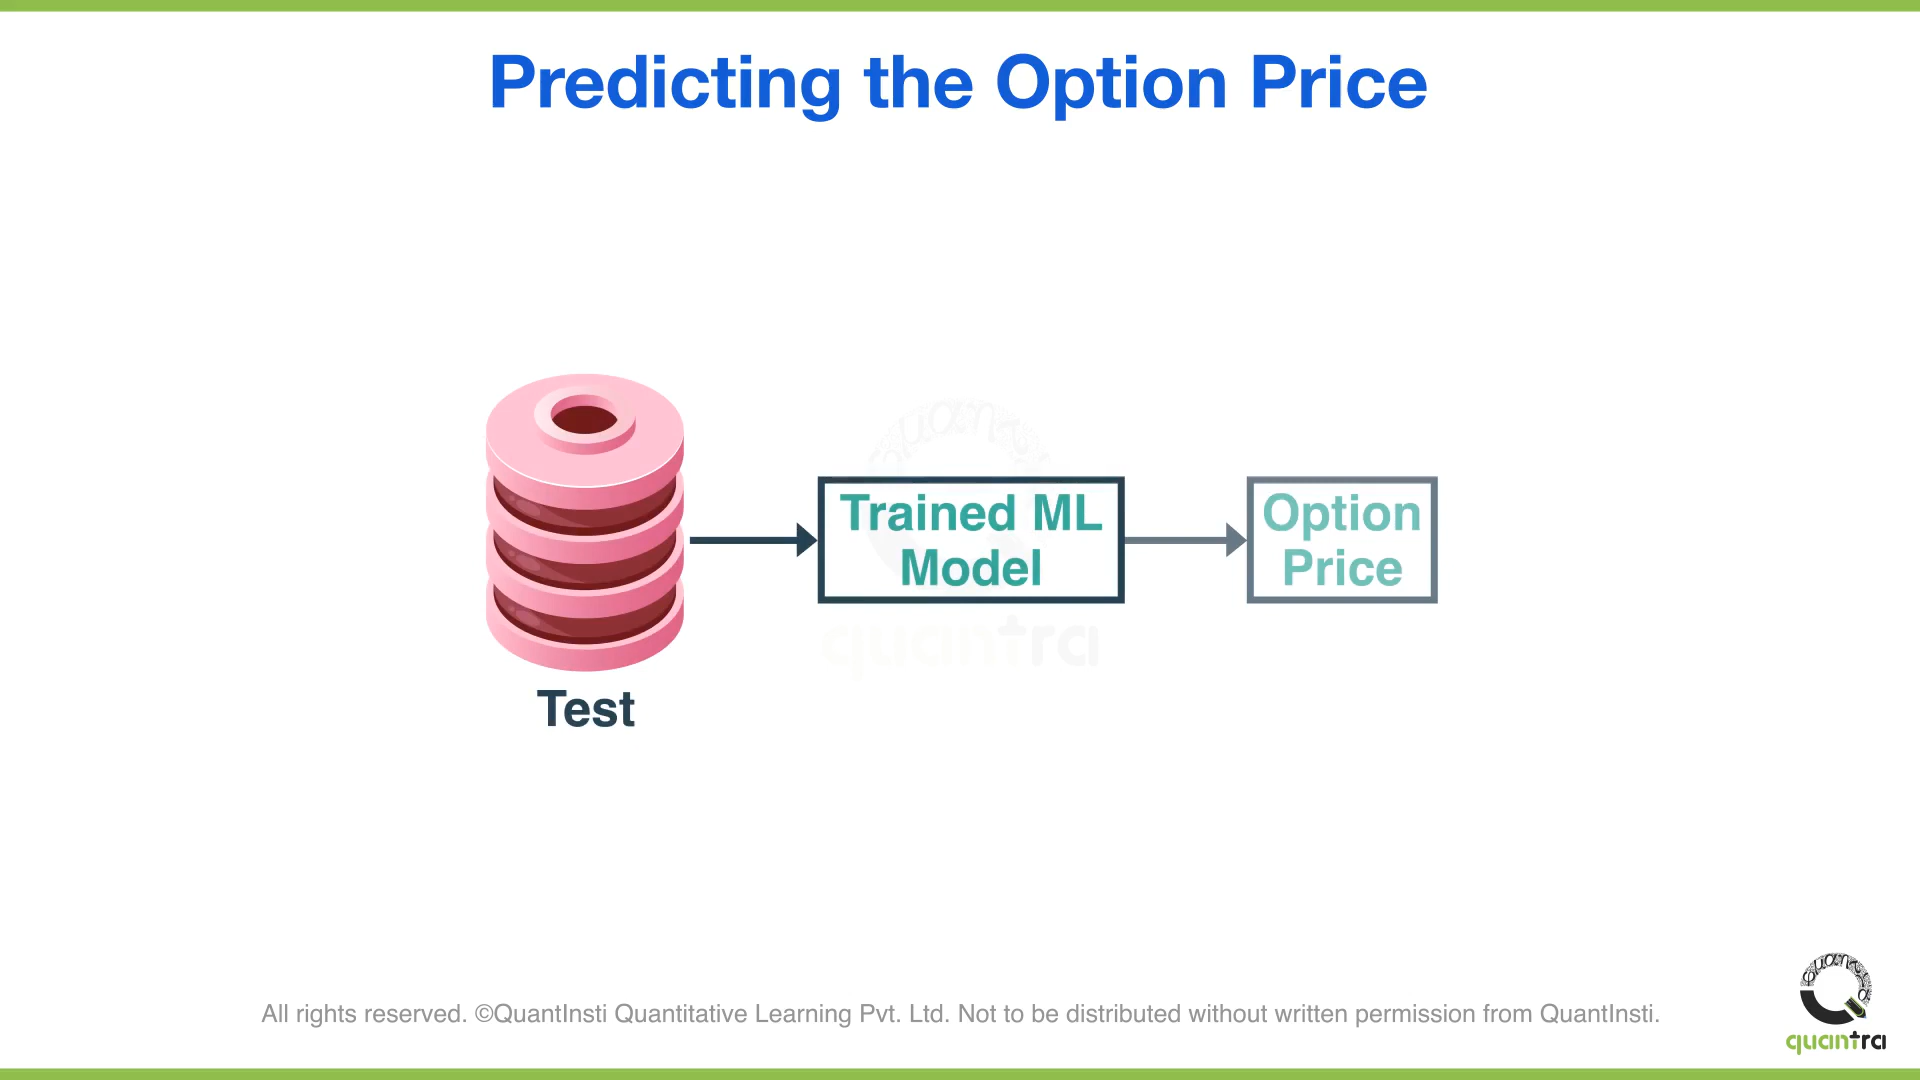 Predicting the Option Price
Trained ML
Model
Option
Price
Test
quantra
All rights reserved. ©QuantInsti Quantitative Learning Pvt. Ltd. Not to be distributed without written permission from QuantInsti.
quantra